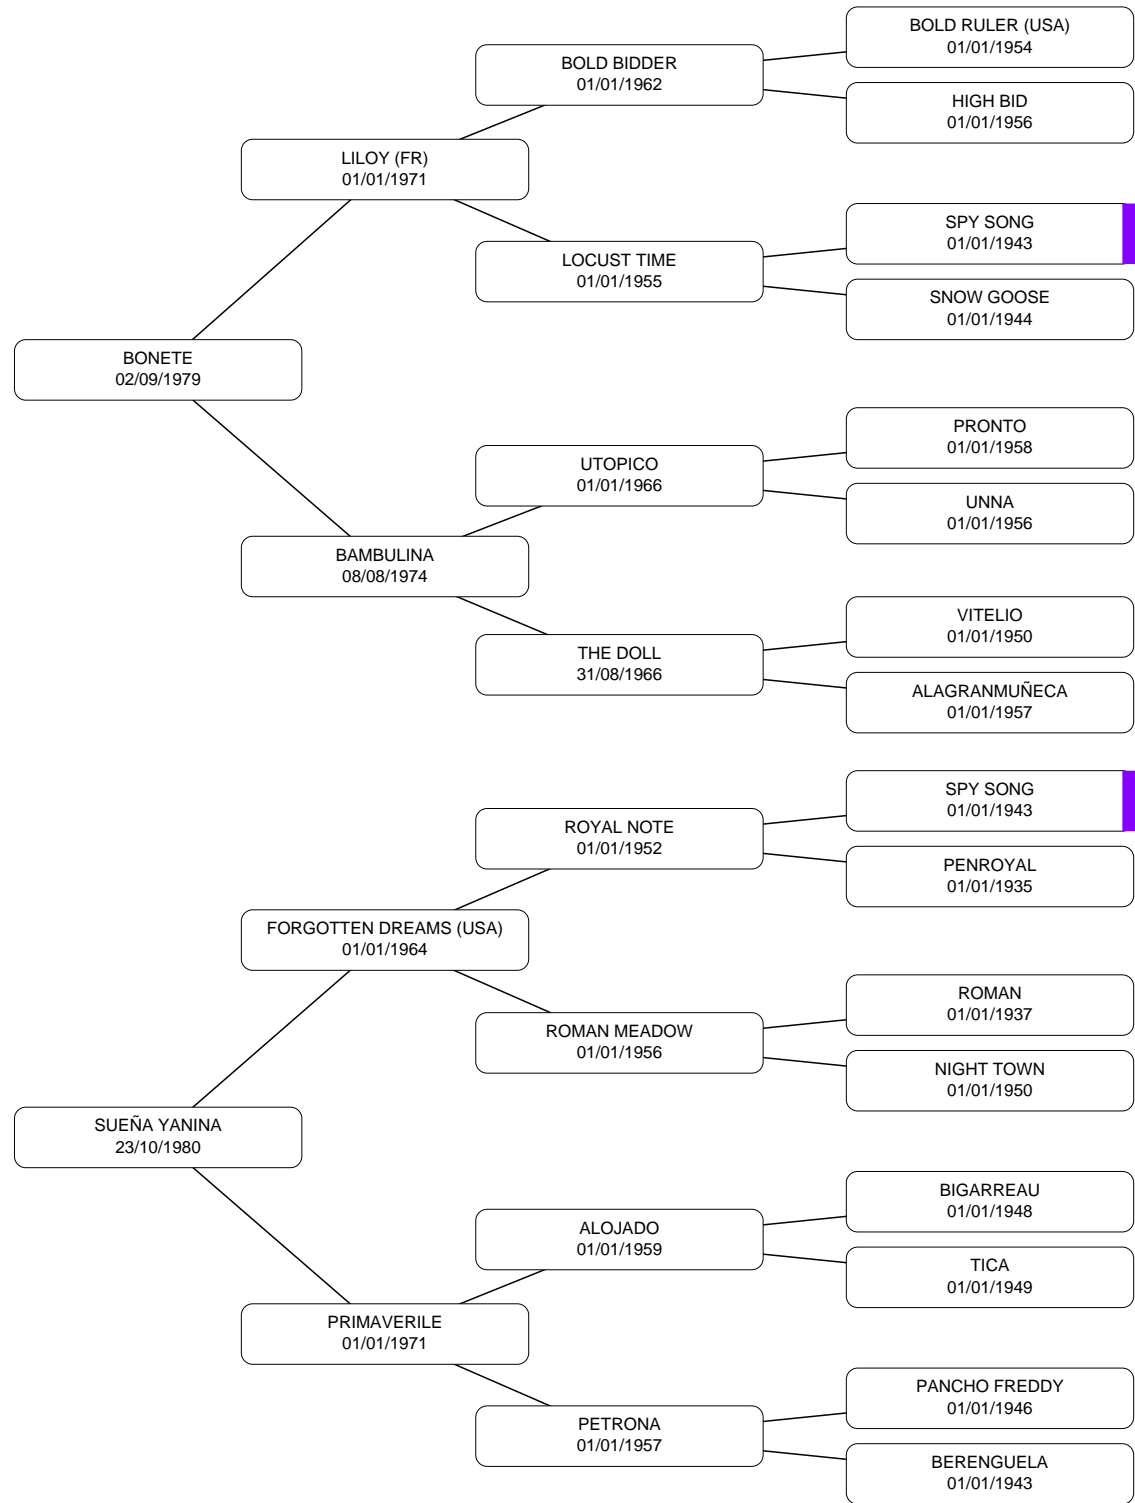 BOLD RULER (USA)
01/01/1954
BOLD BIDDER
01/01/1962
HIGH BID
01/01/1956
LILOY (FR)
01/01/1971
SPY SONG
01/01/1943
LOCUST TIME
01/01/1955
SNOW GOOSE
01/01/1944
BONETE
02/09/1979
PRONTO
01/01/1958
UTOPICO
01/01/1966
UNNA
01/01/1956
BAMBULINA
08/08/1974
VITELIO
01/01/1950
THE DOLL
31/08/1966
ALAGRANMUÑECA
01/01/1957
SPY SONG
01/01/1943
ROYAL NOTE
01/01/1952
PENROYAL
01/01/1935
FORGOTTEN DREAMS (USA)
01/01/1964
ROMAN
01/01/1937
ROMAN MEADOW
01/01/1956
NIGHT TOWN
01/01/1950
SUEÑA YANINA
23/10/1980
BIGARREAU
01/01/1948
ALOJADO
01/01/1959
TICA
01/01/1949
PRIMAVERILE
01/01/1971
PANCHO FREDDY
01/01/1946
PETRONA
01/01/1957
BERENGUELA
01/01/1943